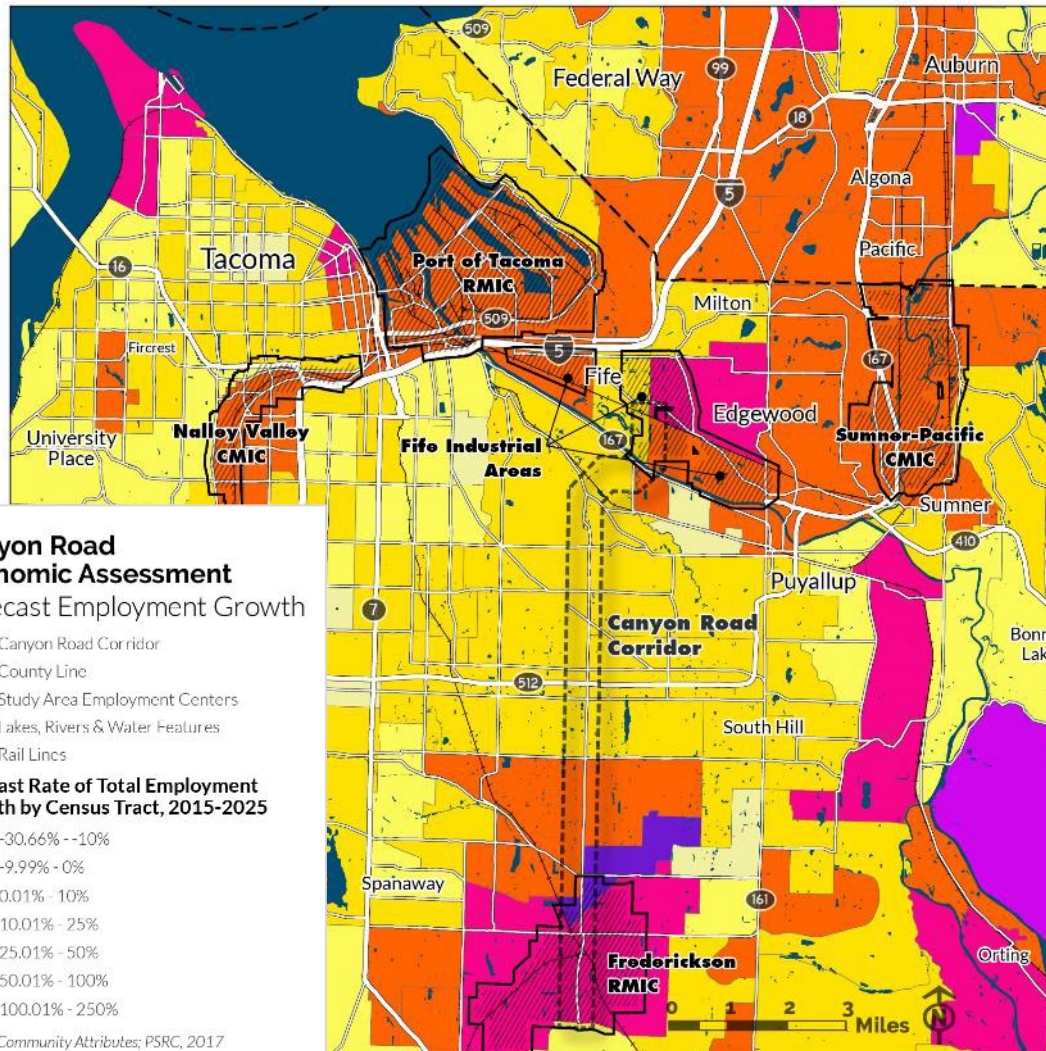 509
Federal Way
99
Auburn
18
5
Algona
Pacific
Tacoma
16
Port of Tacoma
RMIC
509
Milton
Fircrest
5
Fife
167
Edgewood
University
Place
Nalley Valley
CMIC
Fife Industrial
Areas
167
Sumner-Pacific
CMIC
Sumner
410
Puyallup
7
Canyon Road
Corridor
512
South Hill
Bonn
Lak
Spanaway
161
Frederickson
RMIC
Orting
0 1 2 3 Miles
N
yon Road
nomic Assessment
ecast Employment Growth
Canyon Road Corridor
County Line
Study Area Employment Centers
Lakes, Rivers & Water Features
Rail Lines
ast Rate of Total Employment
th by Census Tract, 2015-2025
-30.66% - -10%
-9.99% - 0%
0.01% - 10%
10.01% - 25%
25.01% - 50%
50.01% - 100%
100.01% - 250%
Community Attributes; PSRC, 2017